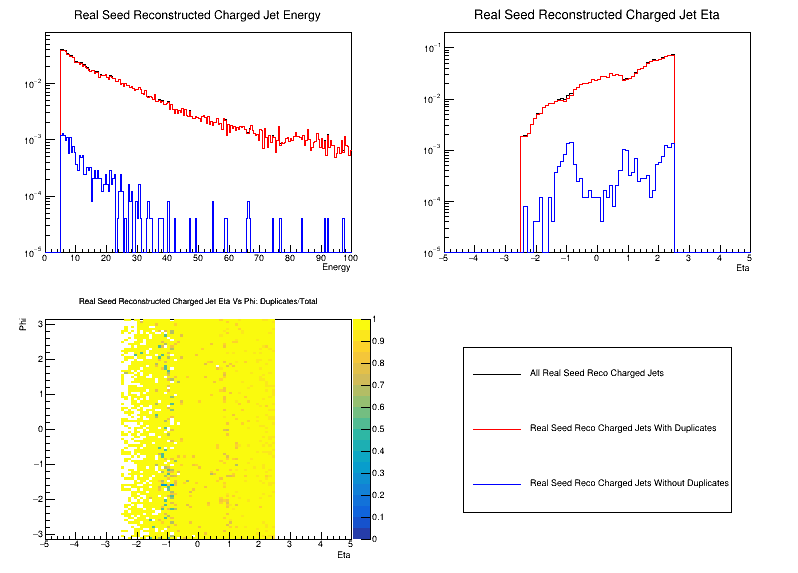 Real Seed Reconstructed Charged Jet Energy
10⁻²
10⁻³
10⁻⁴
10⁻⁵
0 10 20 30 40 50 60 70 80 90 100
Energy
Real Seed Reconstructed Charged Jet Eta
10⁻¹
10⁻²
10⁻³
10⁻⁴
10⁻⁵
−5 −4 −3 −2 −1 0 1 2 3 4 5
Eta
Real Seed Reconstructed Charged Jet Eta Vs Phi: Duplicates/Total
Phi
3
2
1
0
−1
−2
−3
−5 −4 −3 −2 −1 0 1 2 3 4 5
Eta
1
0.9
0.8
0.7
0.6
0.5
0.4
0.3
0.2
0.1
0
All Real Seed Reco Charged Jets
Real Seed Reco Charged Jets With Duplicates
Real Seed Reco Charged Jets Without Duplicates